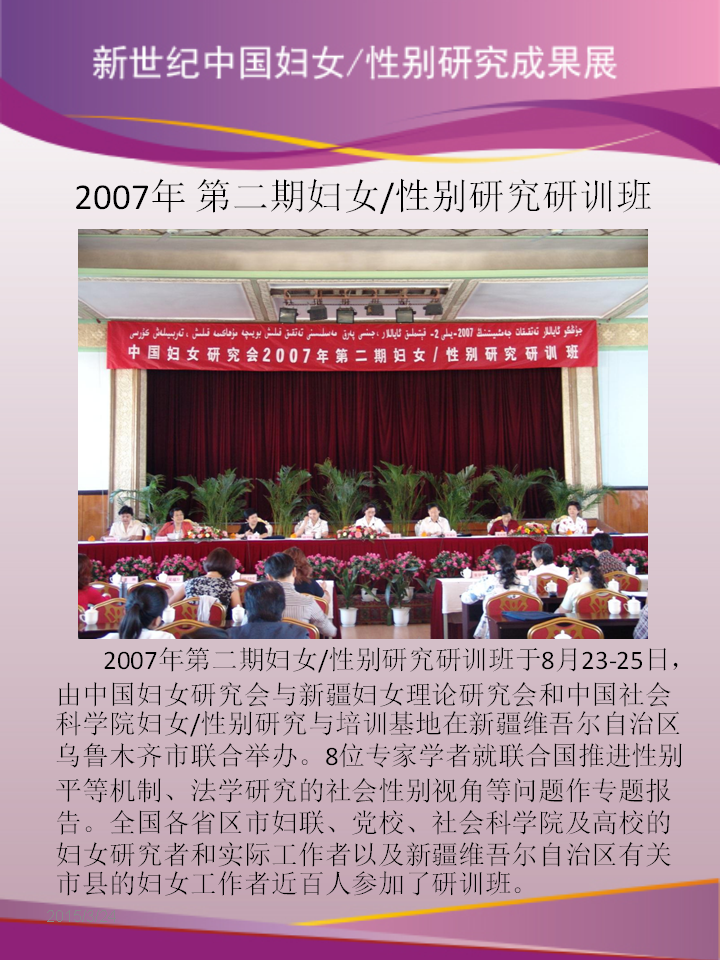 新世纪中国妇女/性别研究成果展
2007年 第二期妇女/性别研究研训班
中国妇女研究会2007年第二期妇女/性别研究研训班
2007年第二期妇女/性别研究研训班于8月23-25日，
由中国妇女研究会与新疆妇女理论研究会和中国社会
科学院妇女/性别研究与培训基地在新疆维吾尔自治区
乌鲁木齐市联合举办。8位专家学者就联合国推进性别
平等机制、法学研究的社会性别视角等问题作专题报
告。全国各省区市妇联、党校、社会科学院及高校的
妇女研究者和实际工作者以及新疆维吾尔自治区有关
市县的妇女工作者近百人参加了研训班。